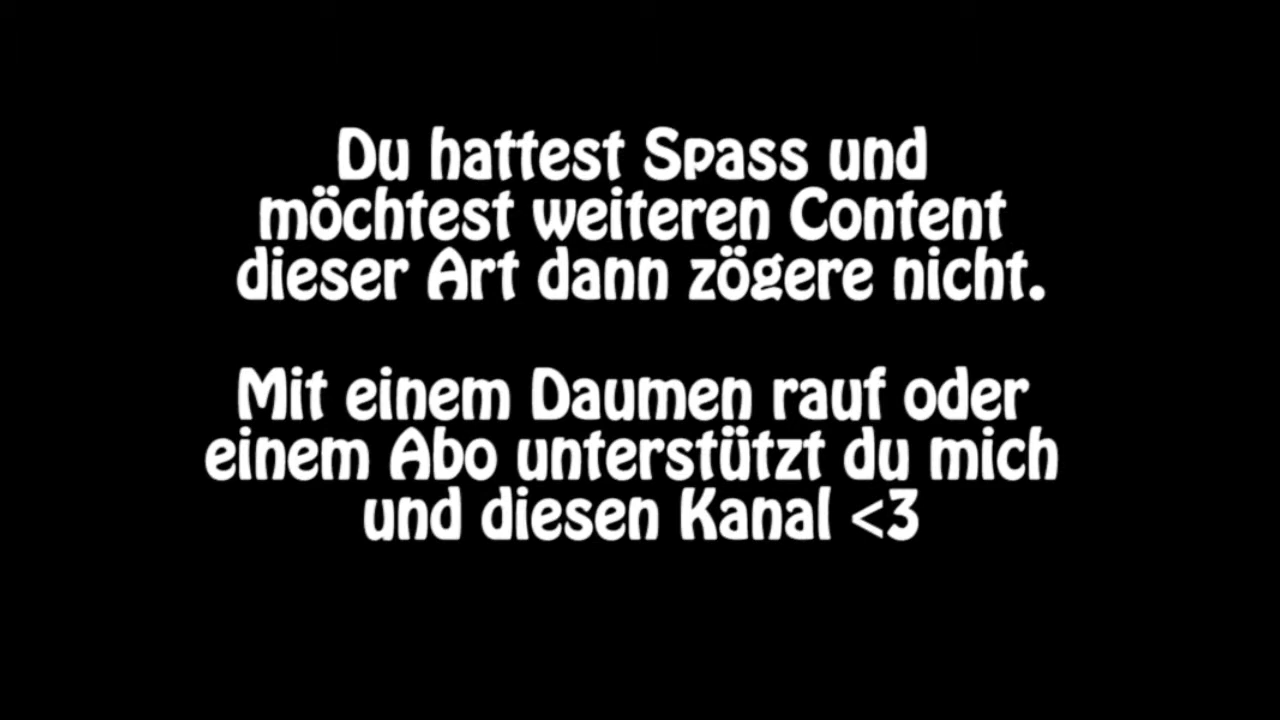 Du hattest Spass und
möchtest weiteren Content
dieser Art dann zögere nicht.
Mit einem Daumen rauf oder
einem Abo unterstützt du mich
und diesen Kanal <3